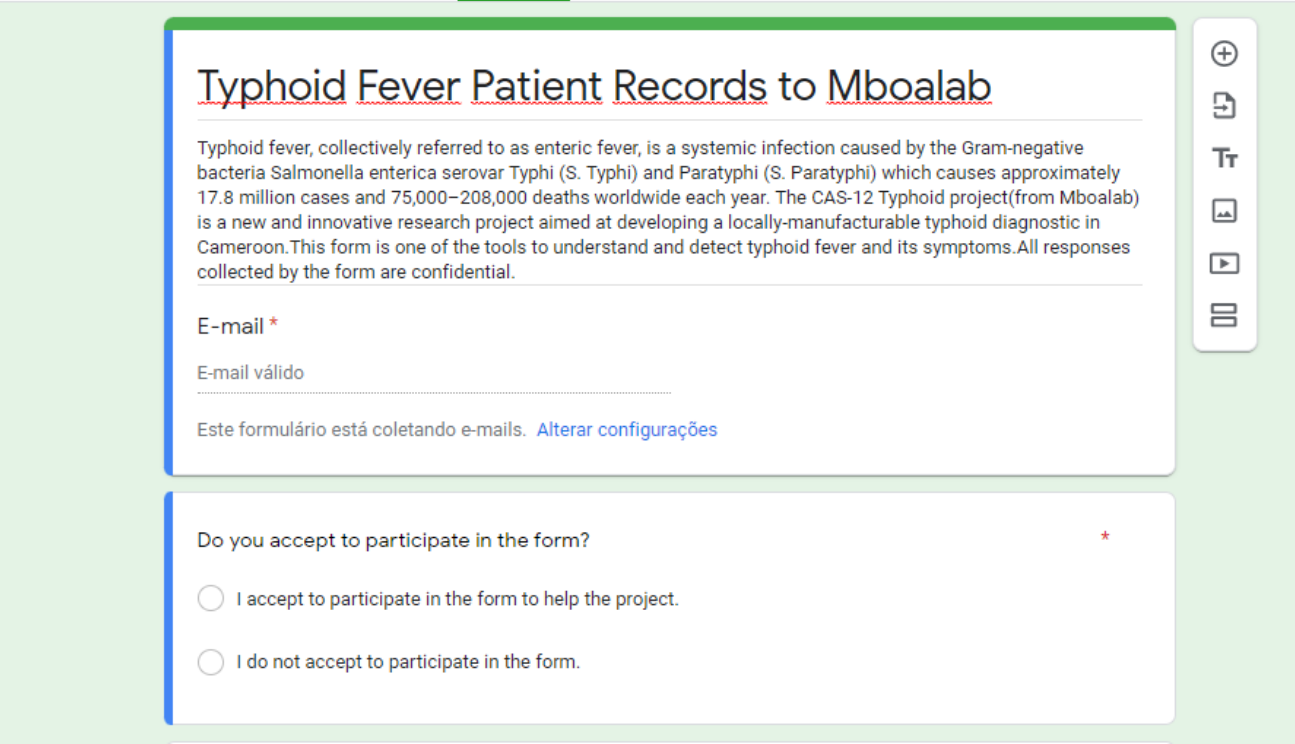 Typhoid Fever Patient Records to Mboalab
Typhoid fever, collectively referred to as enteric fever, is a systemic infection caused by the Gram-negative
bacteria Salmonella enterica serovar Typhi (S. Typhi) and Paratyphi (S. Paratyphi) which causes approximately
17.8 million cases and 75,000–208,000 deaths worldwide each year. The CAS-12 Typhoid project(from Mboalab)
is a new and innovative research project aimed at developing a locally-manufacturable typhoid diagnostic in
Cameroon.This form is one of the tools to understand and detect typhoid fever and its symptoms.All responses
collected by the form are confidential.
E-mail *
E-mail válido
Este formulário está coletando e-mails. Alterar configurações
Do you accept to participate in the form? *
I accept to participate in the form to help the project.
I do not accept to participate in the form.